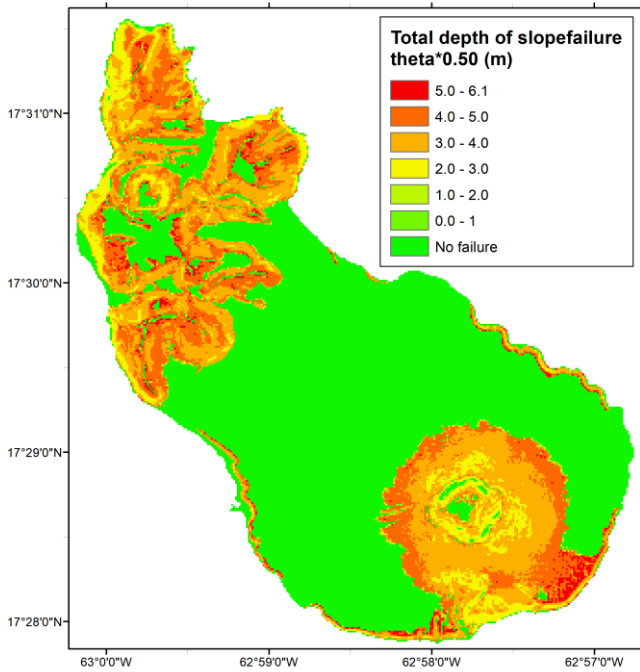 Total depth of slopefailure
theta*0.50 (m)
5.0 - 6.1
4.0 - 5.0
3.0 - 4.0
2.0 - 3.0
1.0 - 2.0
0.0 - 1
No failure
17°31'0"N
17°30'0"N
17°29'0"N
17°28'0"N
63°0'0"W 62°59'0"W 62°58'0"W 62°57'0"W